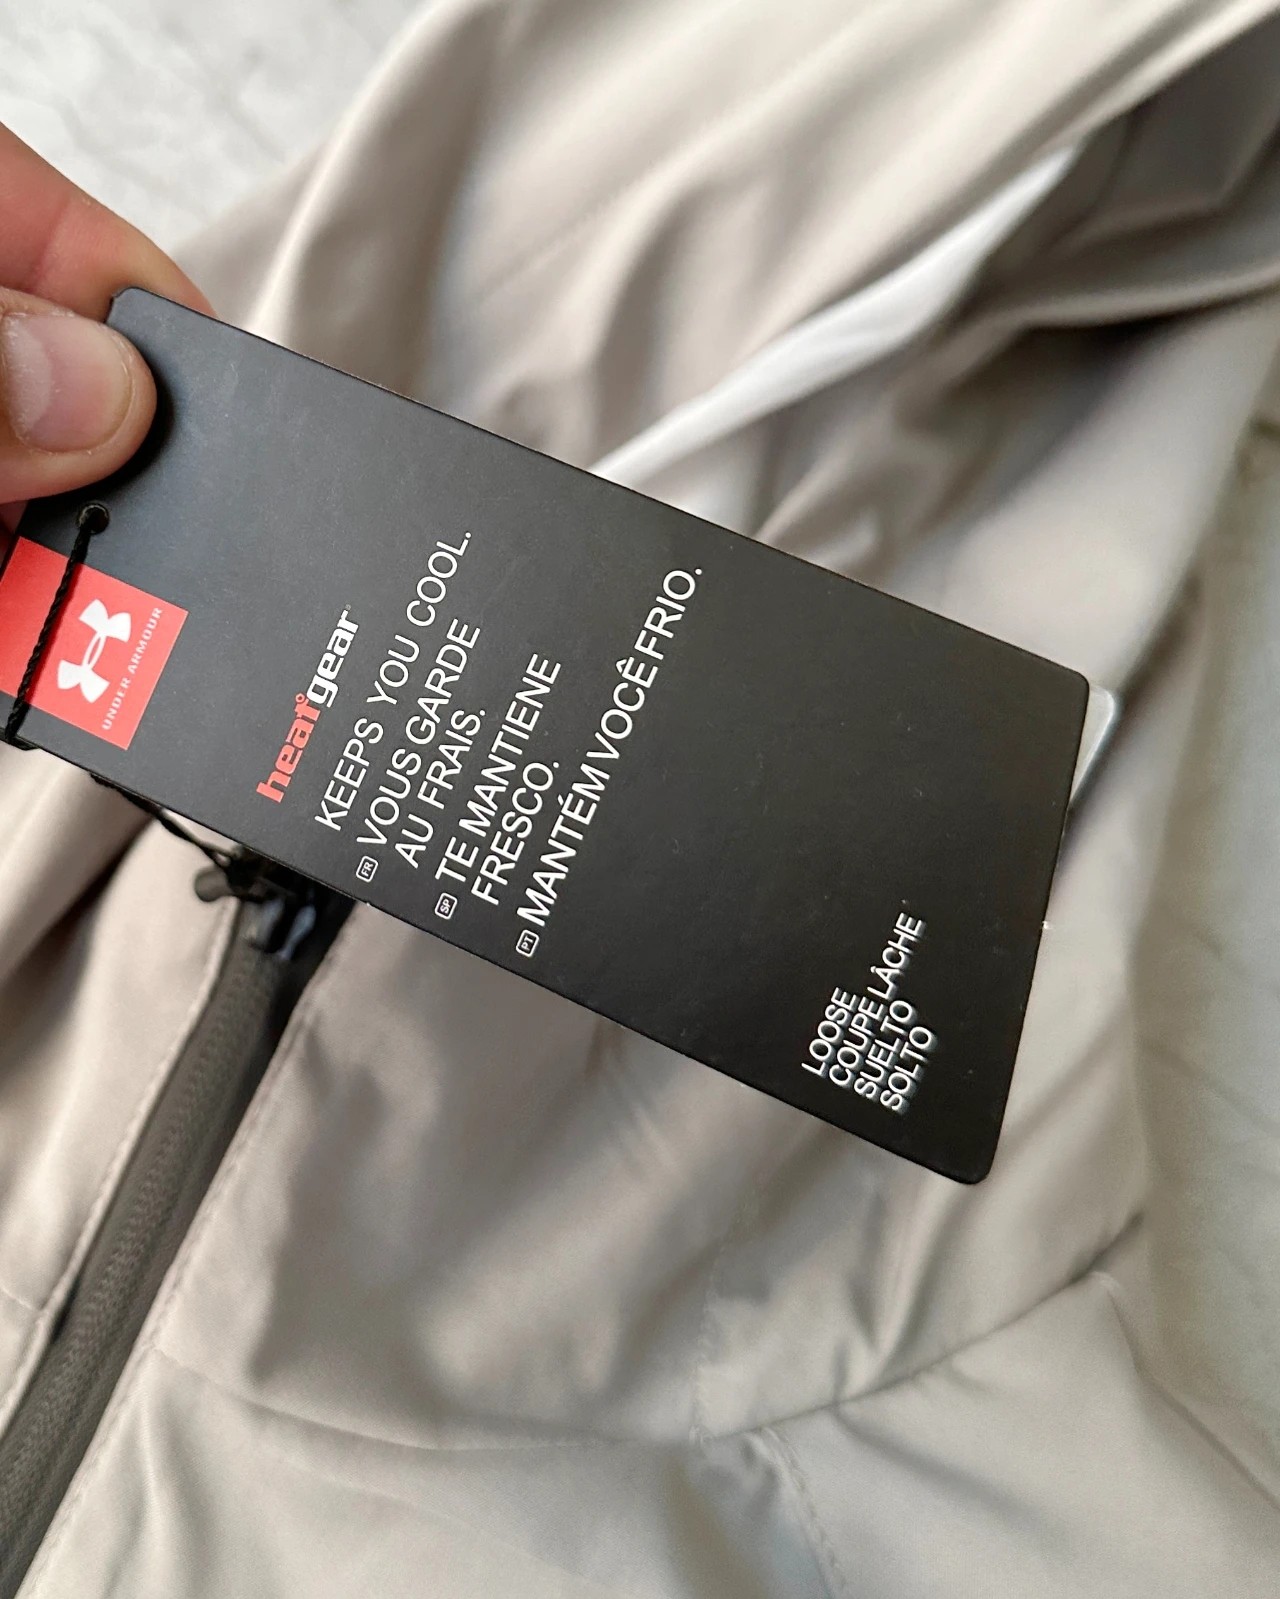 UNDER ARMOUR
heatgear®
KEEPS YOU COOL.
FR VOUS GARDE
AU FRAIS.
SP TE MANTIENE
FRESCO.
PT MANTÉM VOCÊ FRIO.
LOOSE
COUPE LÂCHE
SUELTO
SOLTO